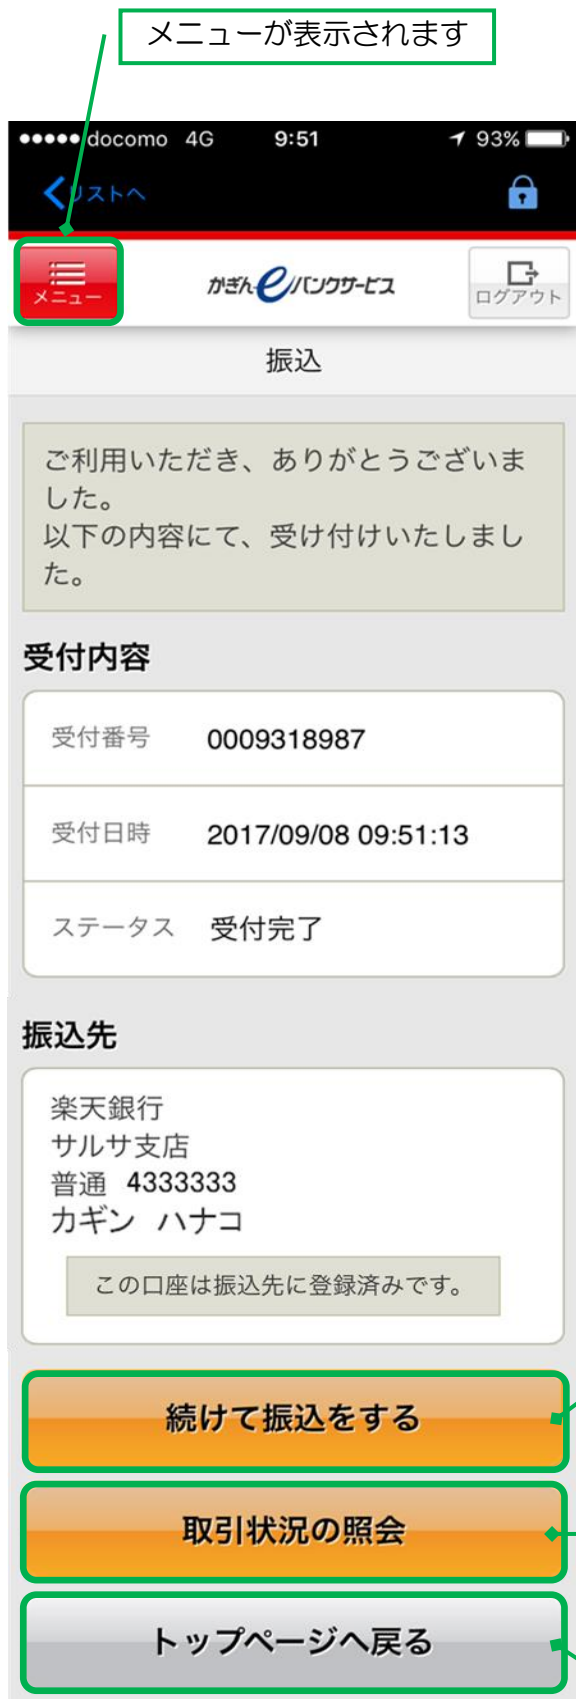 メニューが表示されます
docomo 4G 9:51 93%
リストへ
メニュー
かぎんeバンクサービス
ログアウト
振込
ご利用いただき、ありがとうございま
した。
以下の内容にて、受け付けいたしまし
た。
受付内容
受付番号 0009318987
受付日時 2017/09/08 09:51:13
ステータス 受付完了
振込先
楽天銀行
サルサ支店
普通 4333333
カギン ハナコ
この口座は振込先に登録済みです。
続けて振込をする
取引状況の照会
トップページへ戻る